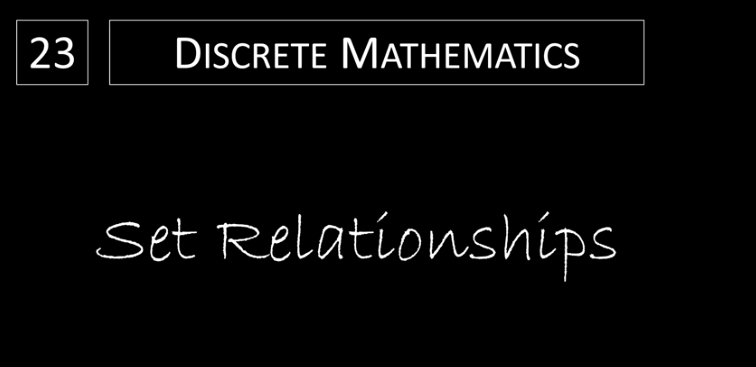 23
DISCRETE MATHEMATICS
Set Relationships